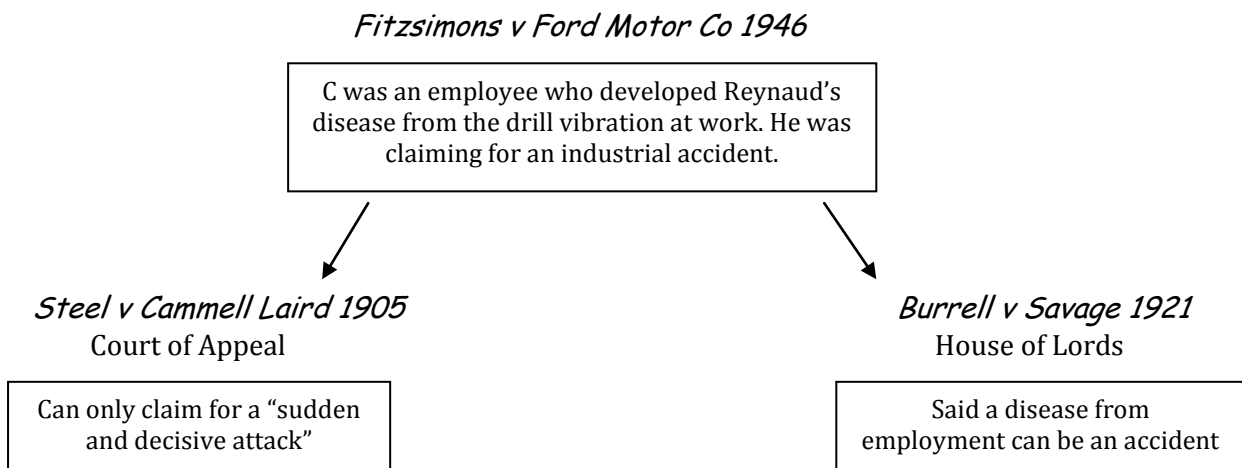 Fitzsimons v Ford Motor Co 1946
C was an employee who developed Reynaud's
disease from the drill vibration at work. He was
claiming for an industrial accident.
Steel v Cammell Laird 1905
Court of Appeal
Can only claim for a “sudden
and decisive attack”
Burrell v Savage 1921
House of Lords
Said a disease from
employment can be an accident